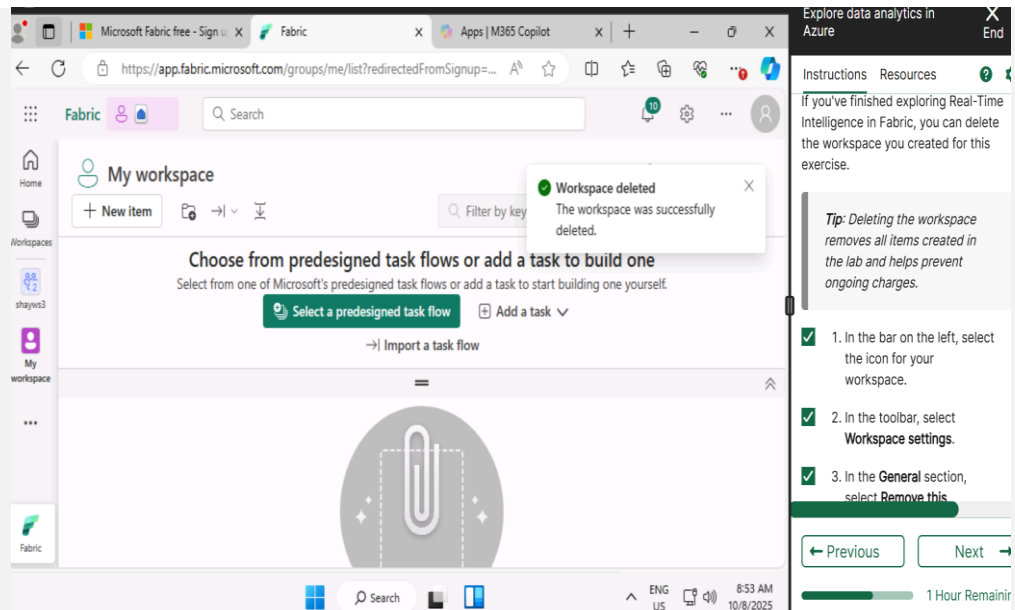 Microsoft Fabric free - Sign u
Fabric
Apps | M365 Copilot
https://app.fabric.microsoft.com/groups/me/list?redirectedFromSignup=...
Fabric
Search
10
Home
Workspaces
shayws3
My
workspace
Fabric
My workspace
New item
Filter by key
Workspace deleted
The workspace was successfully
deleted.
Choose from predesigned task flows or add a task to build one
Select from one of Microsoft's predesigned task flows or add a task to start building one yourself.
Select a predesigned task flow
Add a task
Import a task flow
Search
ENG
US
8:53 AM
10/8/2025
Explore data analytics in
Azure
X
End
Instructions
Resources
If you've finished exploring Real-Time
Intelligence in Fabric, you can delete
the workspace you created for this
exercise.
Tip: Deleting the workspace
removes all items created in
the lab and helps prevent
ongoing charges.
1. In the bar on the left, select
the icon for your
workspace.
2. In the toolbar, select
Workspace settings.
3. In the General section,
select Remove this
Previous
Next
1 Hour Remainin